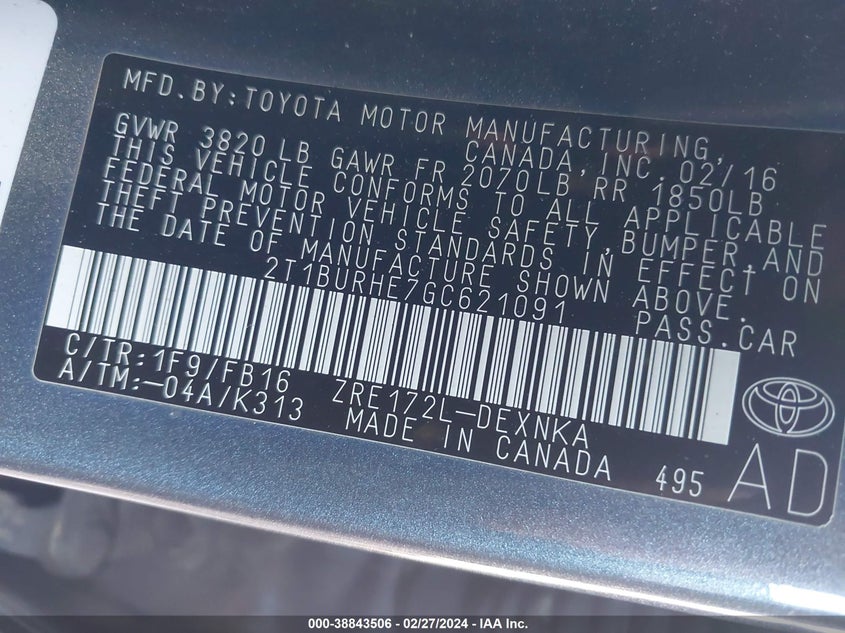 MFD.BY:TOYOTA MOTOR MANUFACTURING,
CANADA,INC.02/16
GVWR 3820LB GAWR FR 2070LB RR 1850LB
THIS VEHICLE CONFORMS TO ALL APPLICABLE
FEDERAL MOTOR VEHICLE SAFETY,BUMPER,AND
THEFT PREVENTION STANDARDS IN EFFECT ON
THE DATE OF MANUFACTURE SHOWN ABOVE.
2T1BURHE7GC621091 PASS.CAR
C/TR:1F9/FB16 ZRE172L-DEXNKA
A/TM:-04A/K313 MADE IN CANADA 495
AD
000-38843506 - 02/27/2024 - IAA Inc.